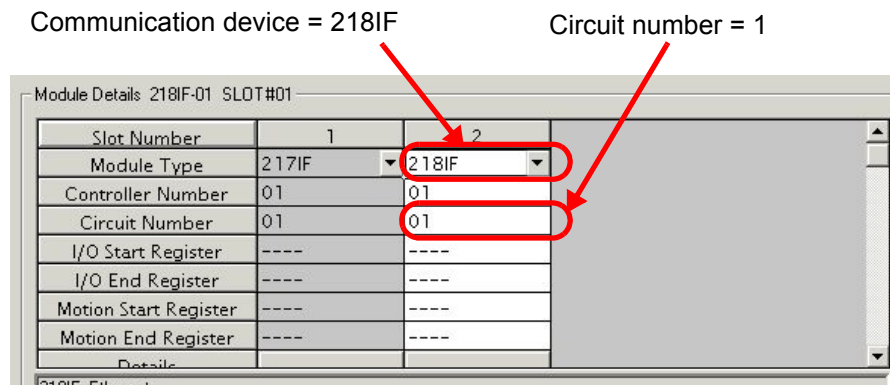 Communication device = 218IF
Circuit number = 1
Module Details 218IF-01 SLOT#01
Slot Number 1 2
Module Type 217IF 218IF
Controller Number 01 01
Circuit Number 01 01
I/O Start Register ---- ----
I/O End Register ---- ----
Motion Start Register ---- ----
Motion End Register ---- ----
Details
218IF